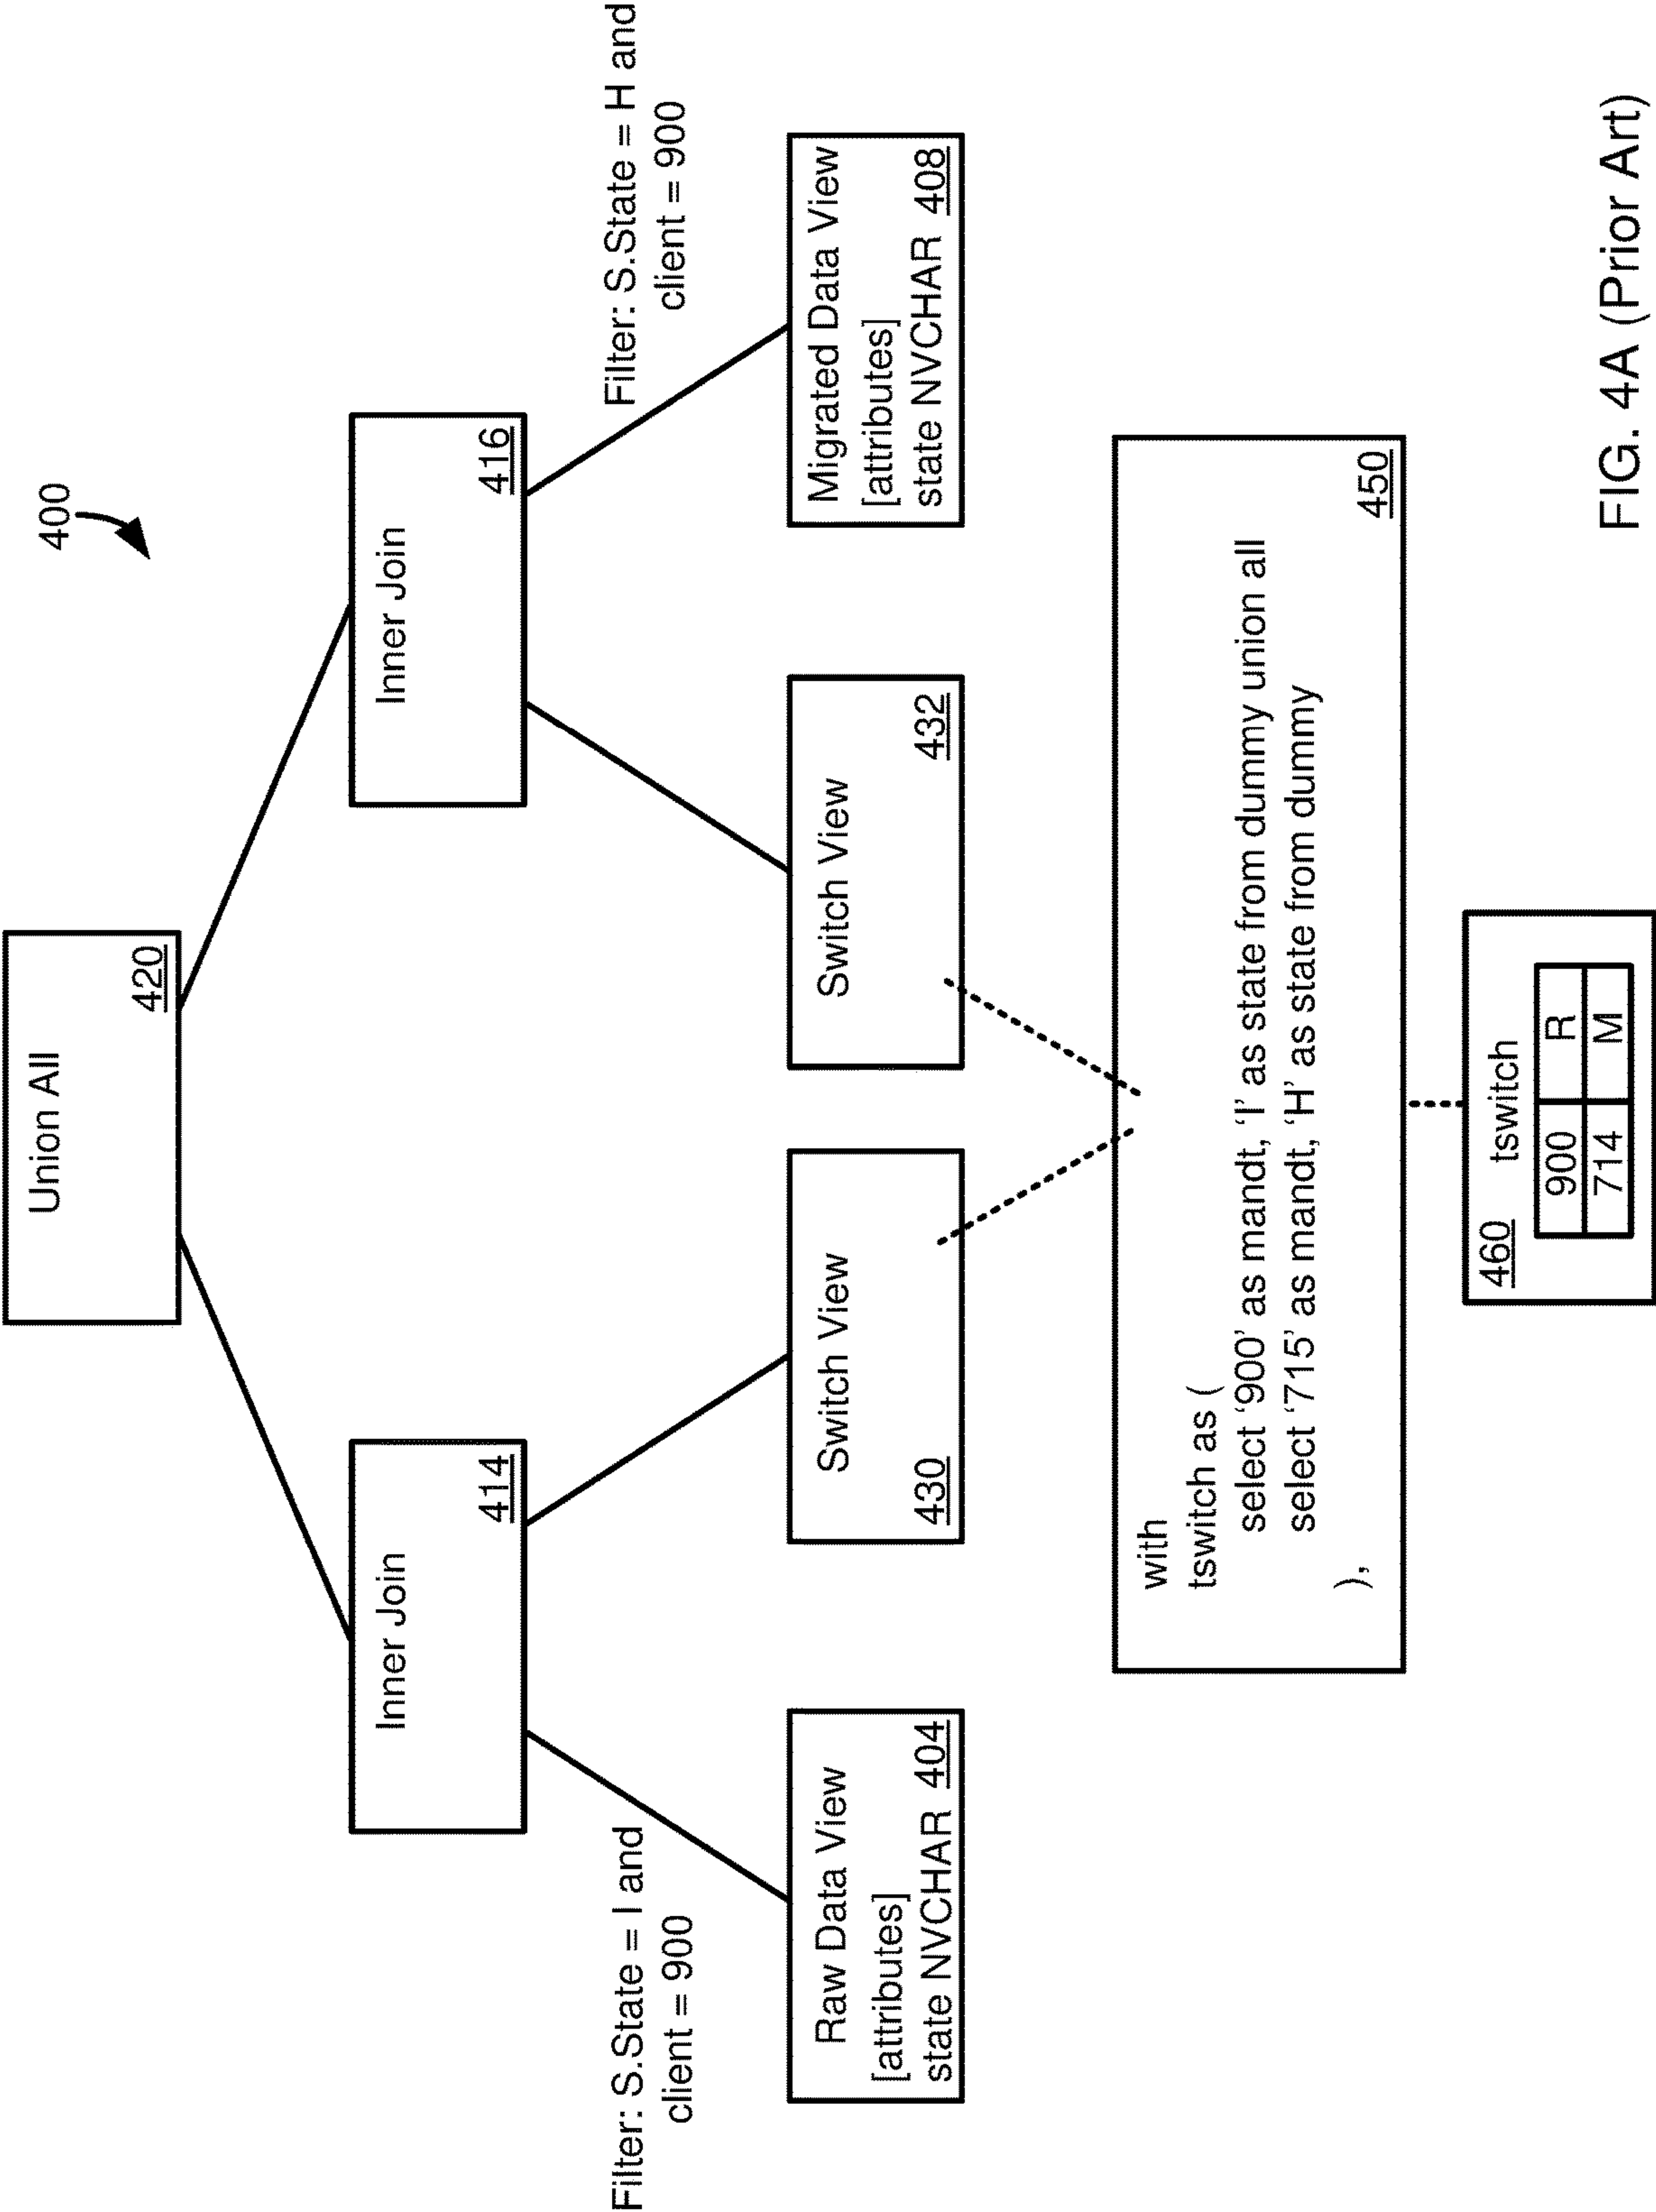 400
Union All
420
Inner Join
414
Inner Join
416
Filter: S.State = I and
client = 900
Filter: S.State = H and
client = 900
Raw Data View
[attributes]
state NVCHAR 404
Switch View
430
Switch View
432
Migrated Data View
[attributes]
state NVCHAR 408
with
tswitch as (
select ‘900’ as mandt, ‘I’ as state from dummy union all
select ‘715’ as mandt, ‘H’ as state from dummy
),
450
460 tswitch
900 R
714 M
FIG. 4A (Prior Art)